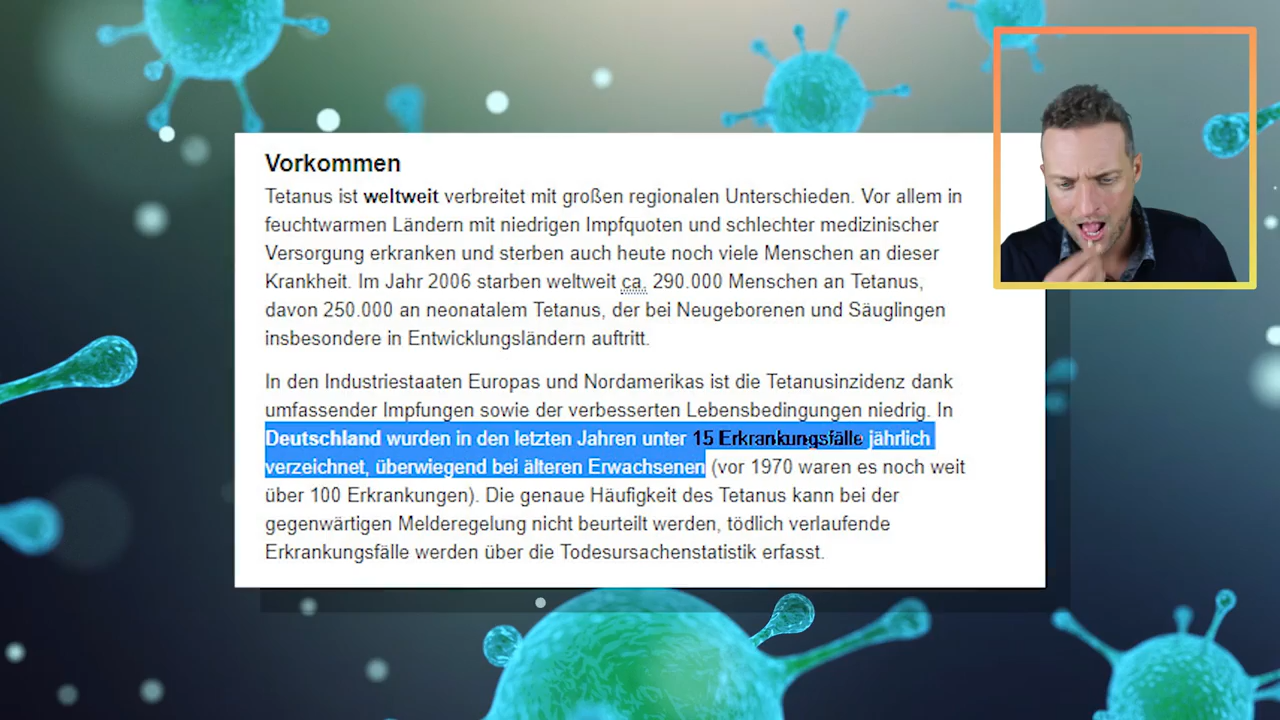 Vorkommen
Tetanus ist weltweit verbreitet mit großen regionalen Unterschieden. Vor allem in
feuchtwarmen Ländern mit niedrigen Impfquoten und schlechter medizinischer
Versorgung erkranken und sterben auch heute noch viele Menschen an dieser
Krankheit. Im Jahr 2006 starben weltweit ca. 290.000 Menschen an Tetanus,
davon 250.000 an neonatalem Tetanus, der bei Neugeborenen und Säuglingen
insbesondere in Entwicklungsländern auftritt.
In den Industriestaaten Europas und Nordamerikas ist die Tetanusinzidenz dank
umfassender Impfungen sowie der verbesserten Lebensbedingungen niedrig. In
Deutschland wurden in den letzten Jahren unter 15 Erkrankungsfälle jährlich
verzeichnet, überwiegend bei älteren Erwachsenen (vor 1970 waren es noch weit
über 100 Erkrankungen). Die genaue Häufigkeit des Tetanus kann bei der
gegenwärtigen Melderegelung nicht beurteilt werden, tödlich verlaufende
Erkrankungsfälle werden über die Todesursachenstatistik erfasst.